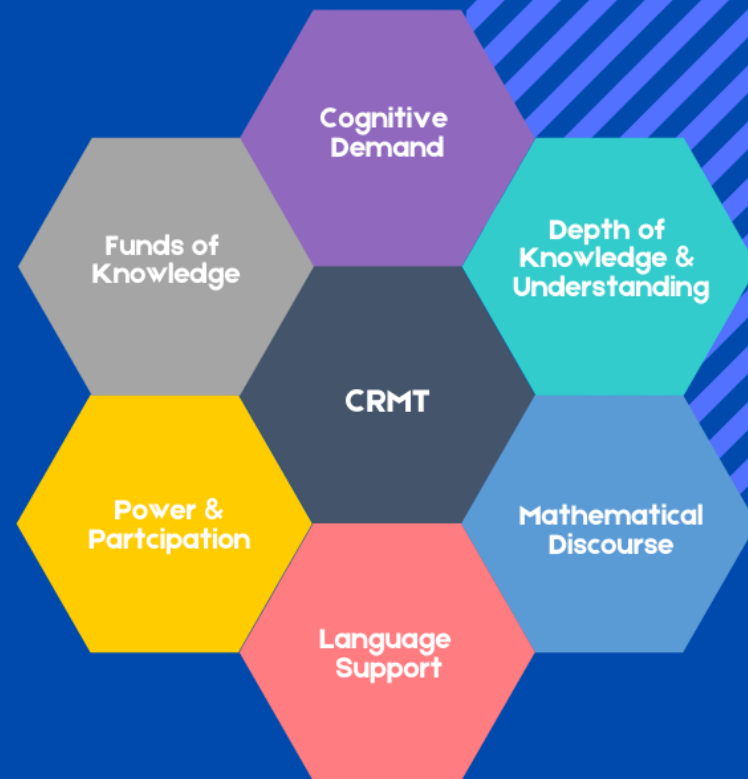 Cognitive
Demand
Funds of
Knowledge
Depth of
Knowledge &
Understanding
CRMT
Power &
Partcipation
Mathematical
Discourse
Language
Support